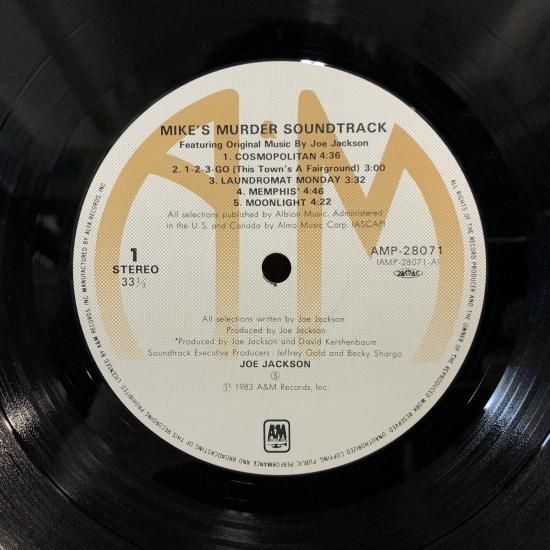 MIKE'S MURDER SOUNDTRACK
Featuring Original Music By Joe Jackson
1. COSMOPOLITAN 4:36
2. 1-2-3-GO (This Town's A Fairground) 3:00
3. LAUNDROMAT MONDAY 3:32
4. MEMPHIS* 4:46
5. MOONLIGHT 4:22
All selections published by Albion Music. Administered
in the U.S. and Canada by Almo Music Corp. (ASCAP)
1
STEREO
33 1/3
AMP-28071
(AMP-28071-A)
All selections written by Joe Jackson
Produced by Joe Jackson
*Produced by Joe Jackson and David Kershenbaum
Soundtrack Executive Producers : Jeffrey Gold and Becky Shargo
JOE JACKSON
Ⓢ
Ⓟ 1983 A&M Records, Inc.
A&M
ALL RIGHTS OF THE RECORD PRODUCER AND THE OWNER OF THE REPRODUCED WORK RESERVED UNAUTHORIZED COPYING PUBLIC PERFORMANCE AND BROADCASTING OF THIS RECORD PROHIBITED LICENSED BY A&M RECORDS, INC. MANUFACTURED BY ALFA RECORDS, INC.